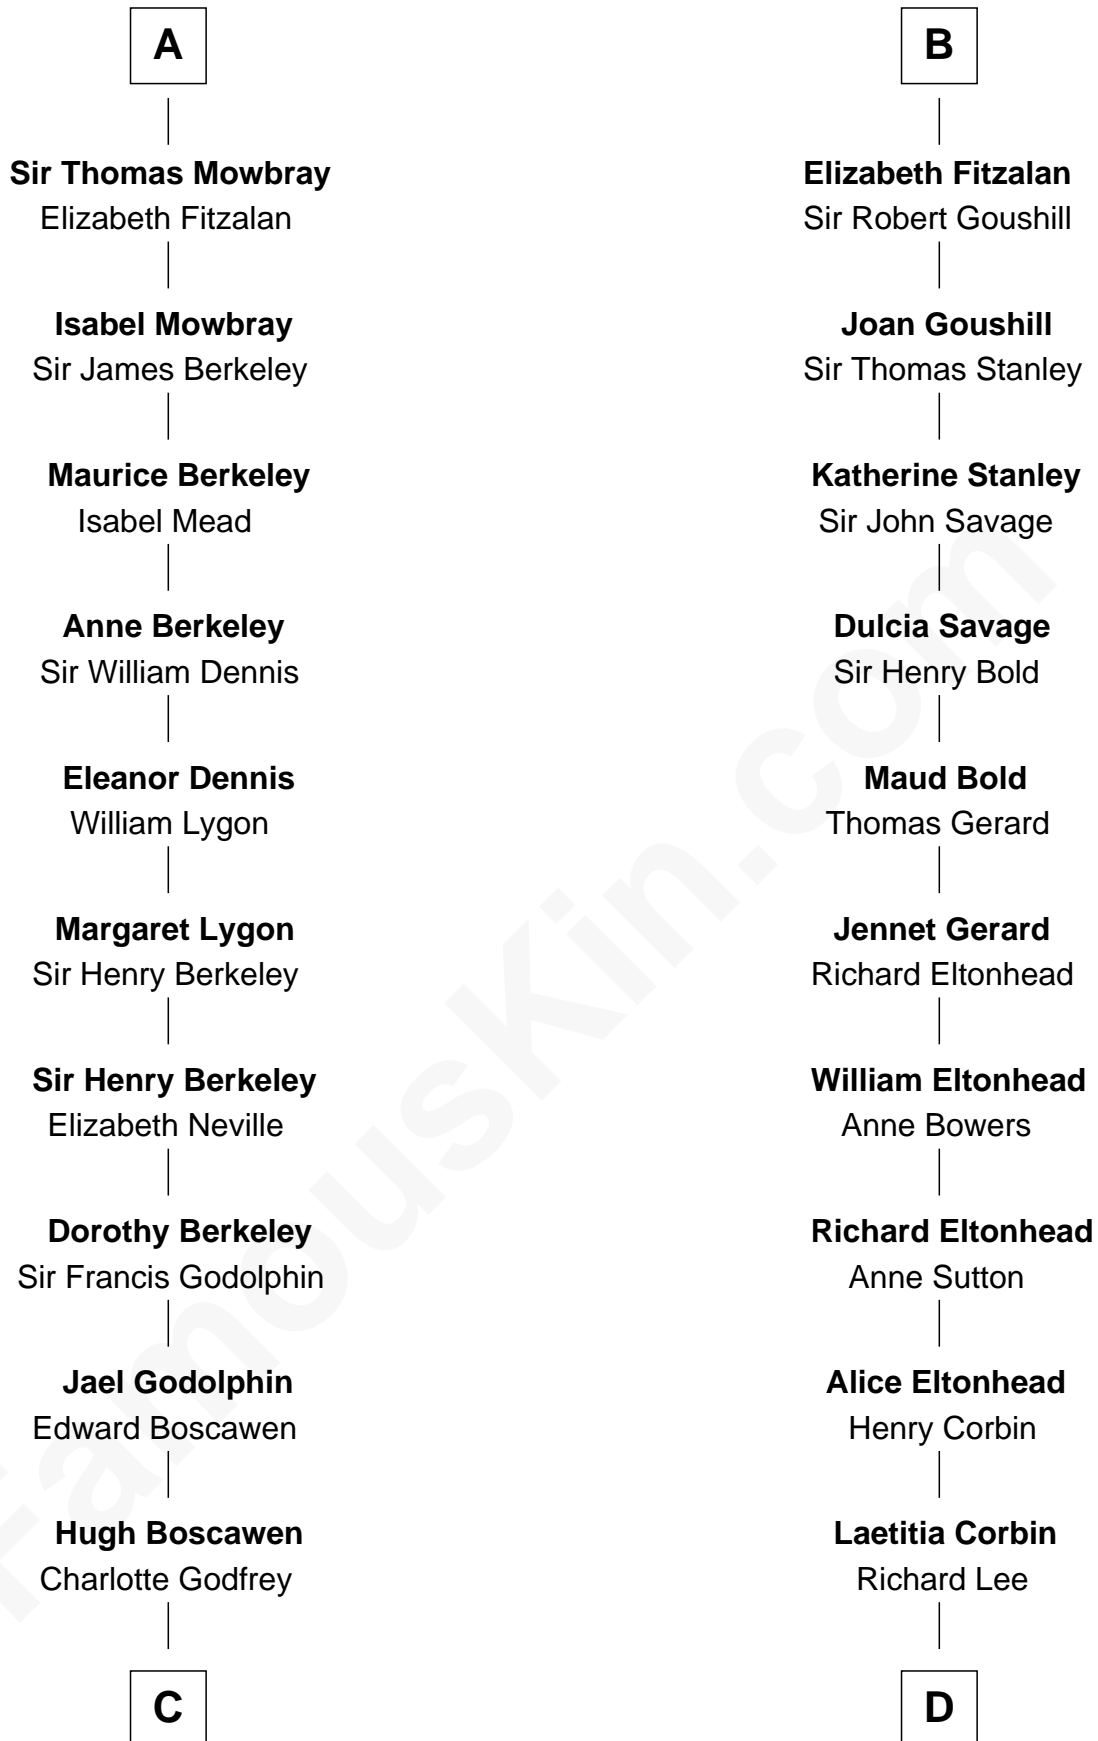 A
Sir Thomas Mowbray
Elizabeth Fitzalan
Isabel Mowbray
Sir James Berkeley
Maurice Berkeley
Isabel Mead
Anne Berkeley
Sir William Dennis
Eleanor Dennis
William Lygon
Margaret Lygon
Sir Henry Berkeley
Sir Henry Berkeley
Elizabeth Neville
Dorothy Berkeley
Sir Francis Godolphin
Jael Godolphin
Edward Boscawen
Hugh Boscawen
Charlotte Godfrey
C
B
Elizabeth Fitzalan
Sir Robert Goushill
Joan Goushill
Sir Thomas Stanley
Katherine Stanley
Sir John Savage
Dulcia Savage
Sir Henry Bold
Maud Bold
Thomas Gerard
Jennet Gerard
Richard Eltonhead
William Eltonhead
Anne Bowers
Richard Eltonhead
Anne Sutton
Alice Eltonhead
Henry Corbin
Laetitia Corbin
Richard Lee
D
FamousKin.com